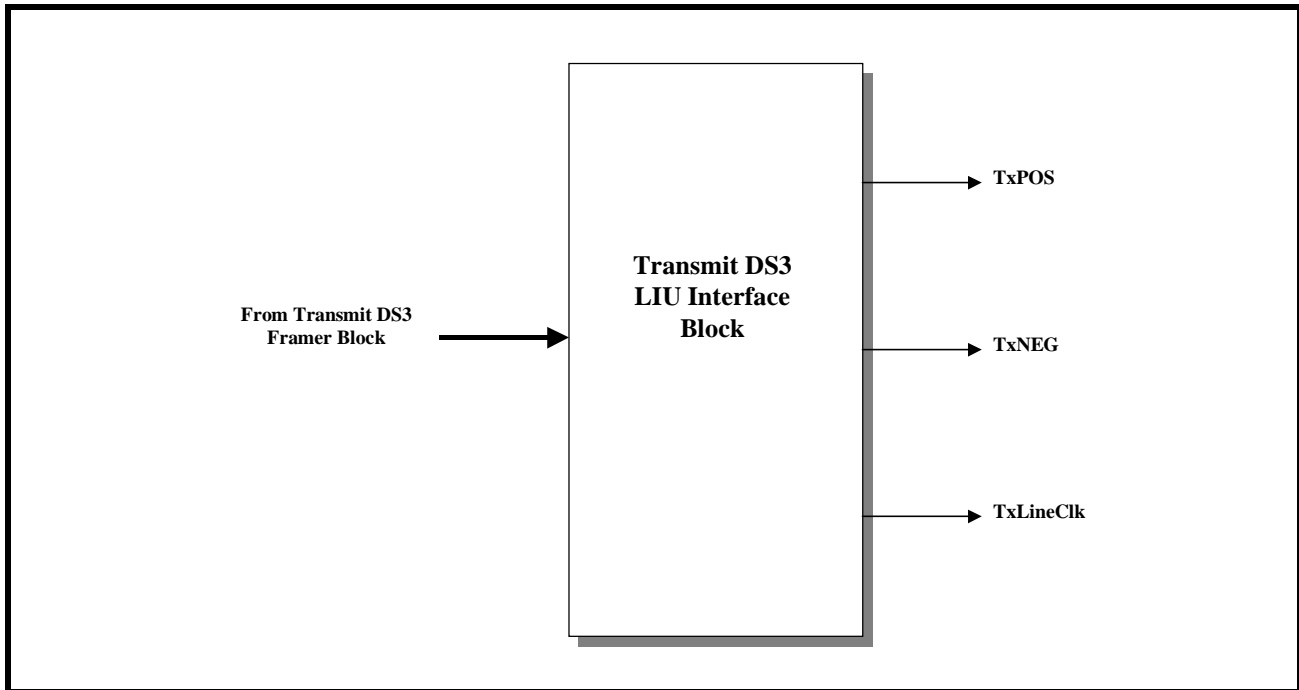 From Transmit DS3
Framer Block
Transmit DS3
LIU Interface
Block
TxPOS
TxNEG
TxLineClk